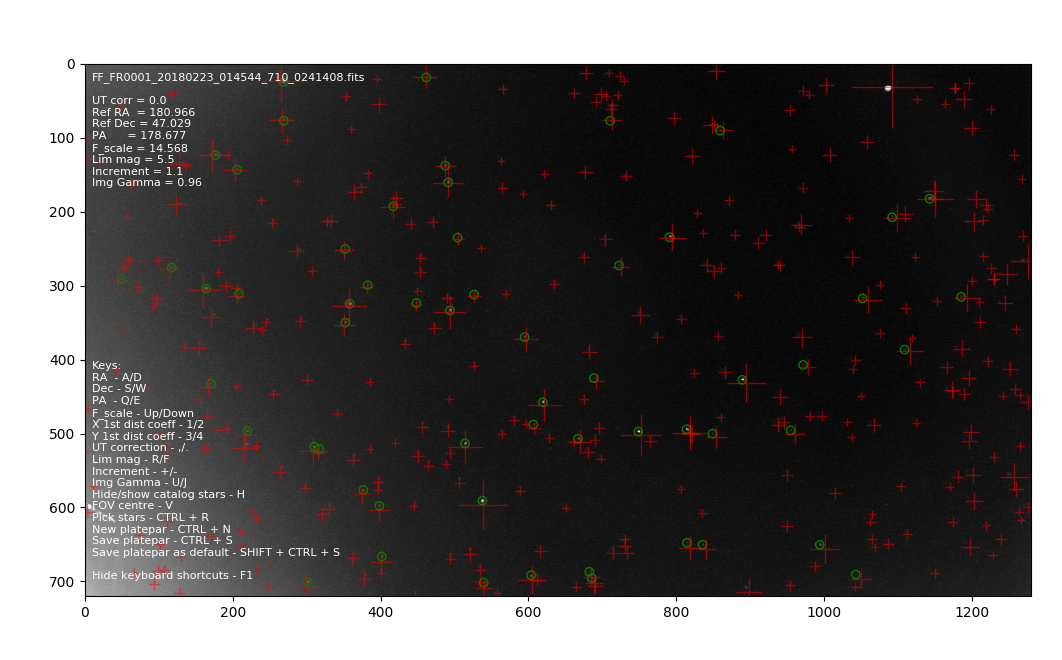 FF_FR0001_20180223_014544_710_0241408.fits
UT corr = 0.0
Ref RA  = 180.966
Ref Dec = 47.029
PA      = 178.677
F_scale = 14.568
Lim mag = 5.5
Increment = 1.1
Img Gamma = 0.96
Keys:
RA  - A/D
Dec - S/W
PA  - Q/E
F_scale - Up/Down
X 1st dist coeff - 1/2
Y 1st dist coeff - 3/4
UT correction - ,/.
Lim mag - R/F
Increment - +/-
Img Gamma - U/J
Hide/show catalog stars - H
FOV centre - V
Pick stars - CTRL + R
New platepar - CTRL + N
Save platepar - CTRL + S
Save platepar as default - SHIFT + CTRL + S
Hide keyboard shortcuts - F1
0
100
200
300
400
500
600
700
0 200 400 600 800 1000 1200